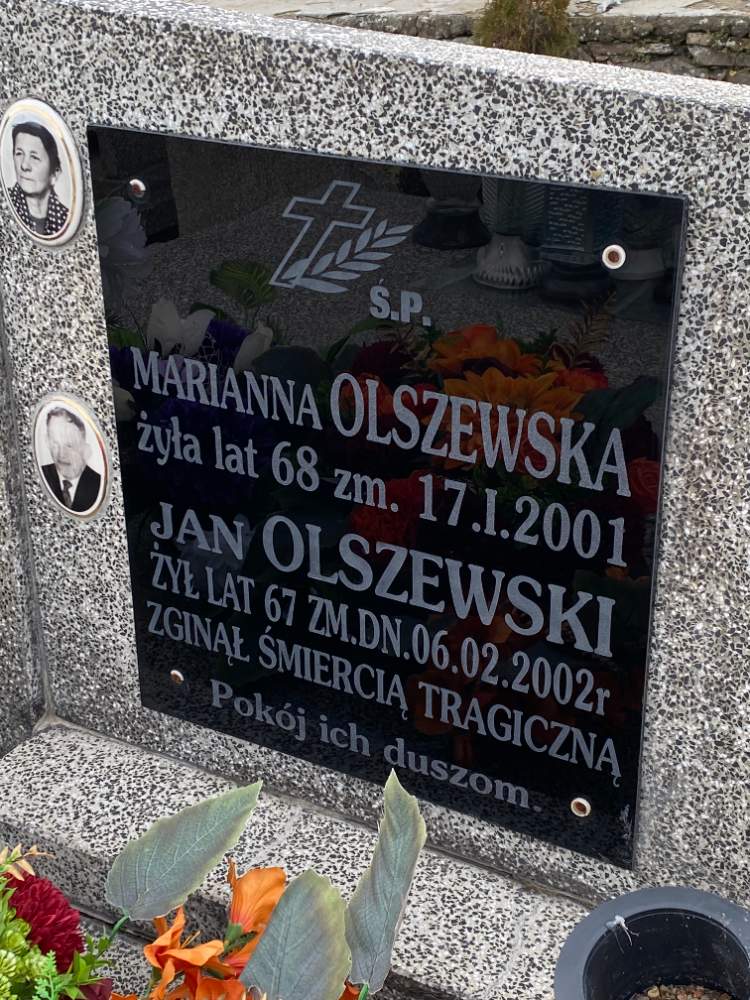 Ś.P.
MARIANNA OLSZEWSKA
żyła lat 68 zm. 17.I.2001
JAN OLSZEWSKI
ŻYŁ LAT 67 ZM.DN.06.02.2002r
ZGINĄŁ ŚMIERCIĄ TRAGICZNĄ
Pokój ich duszom.